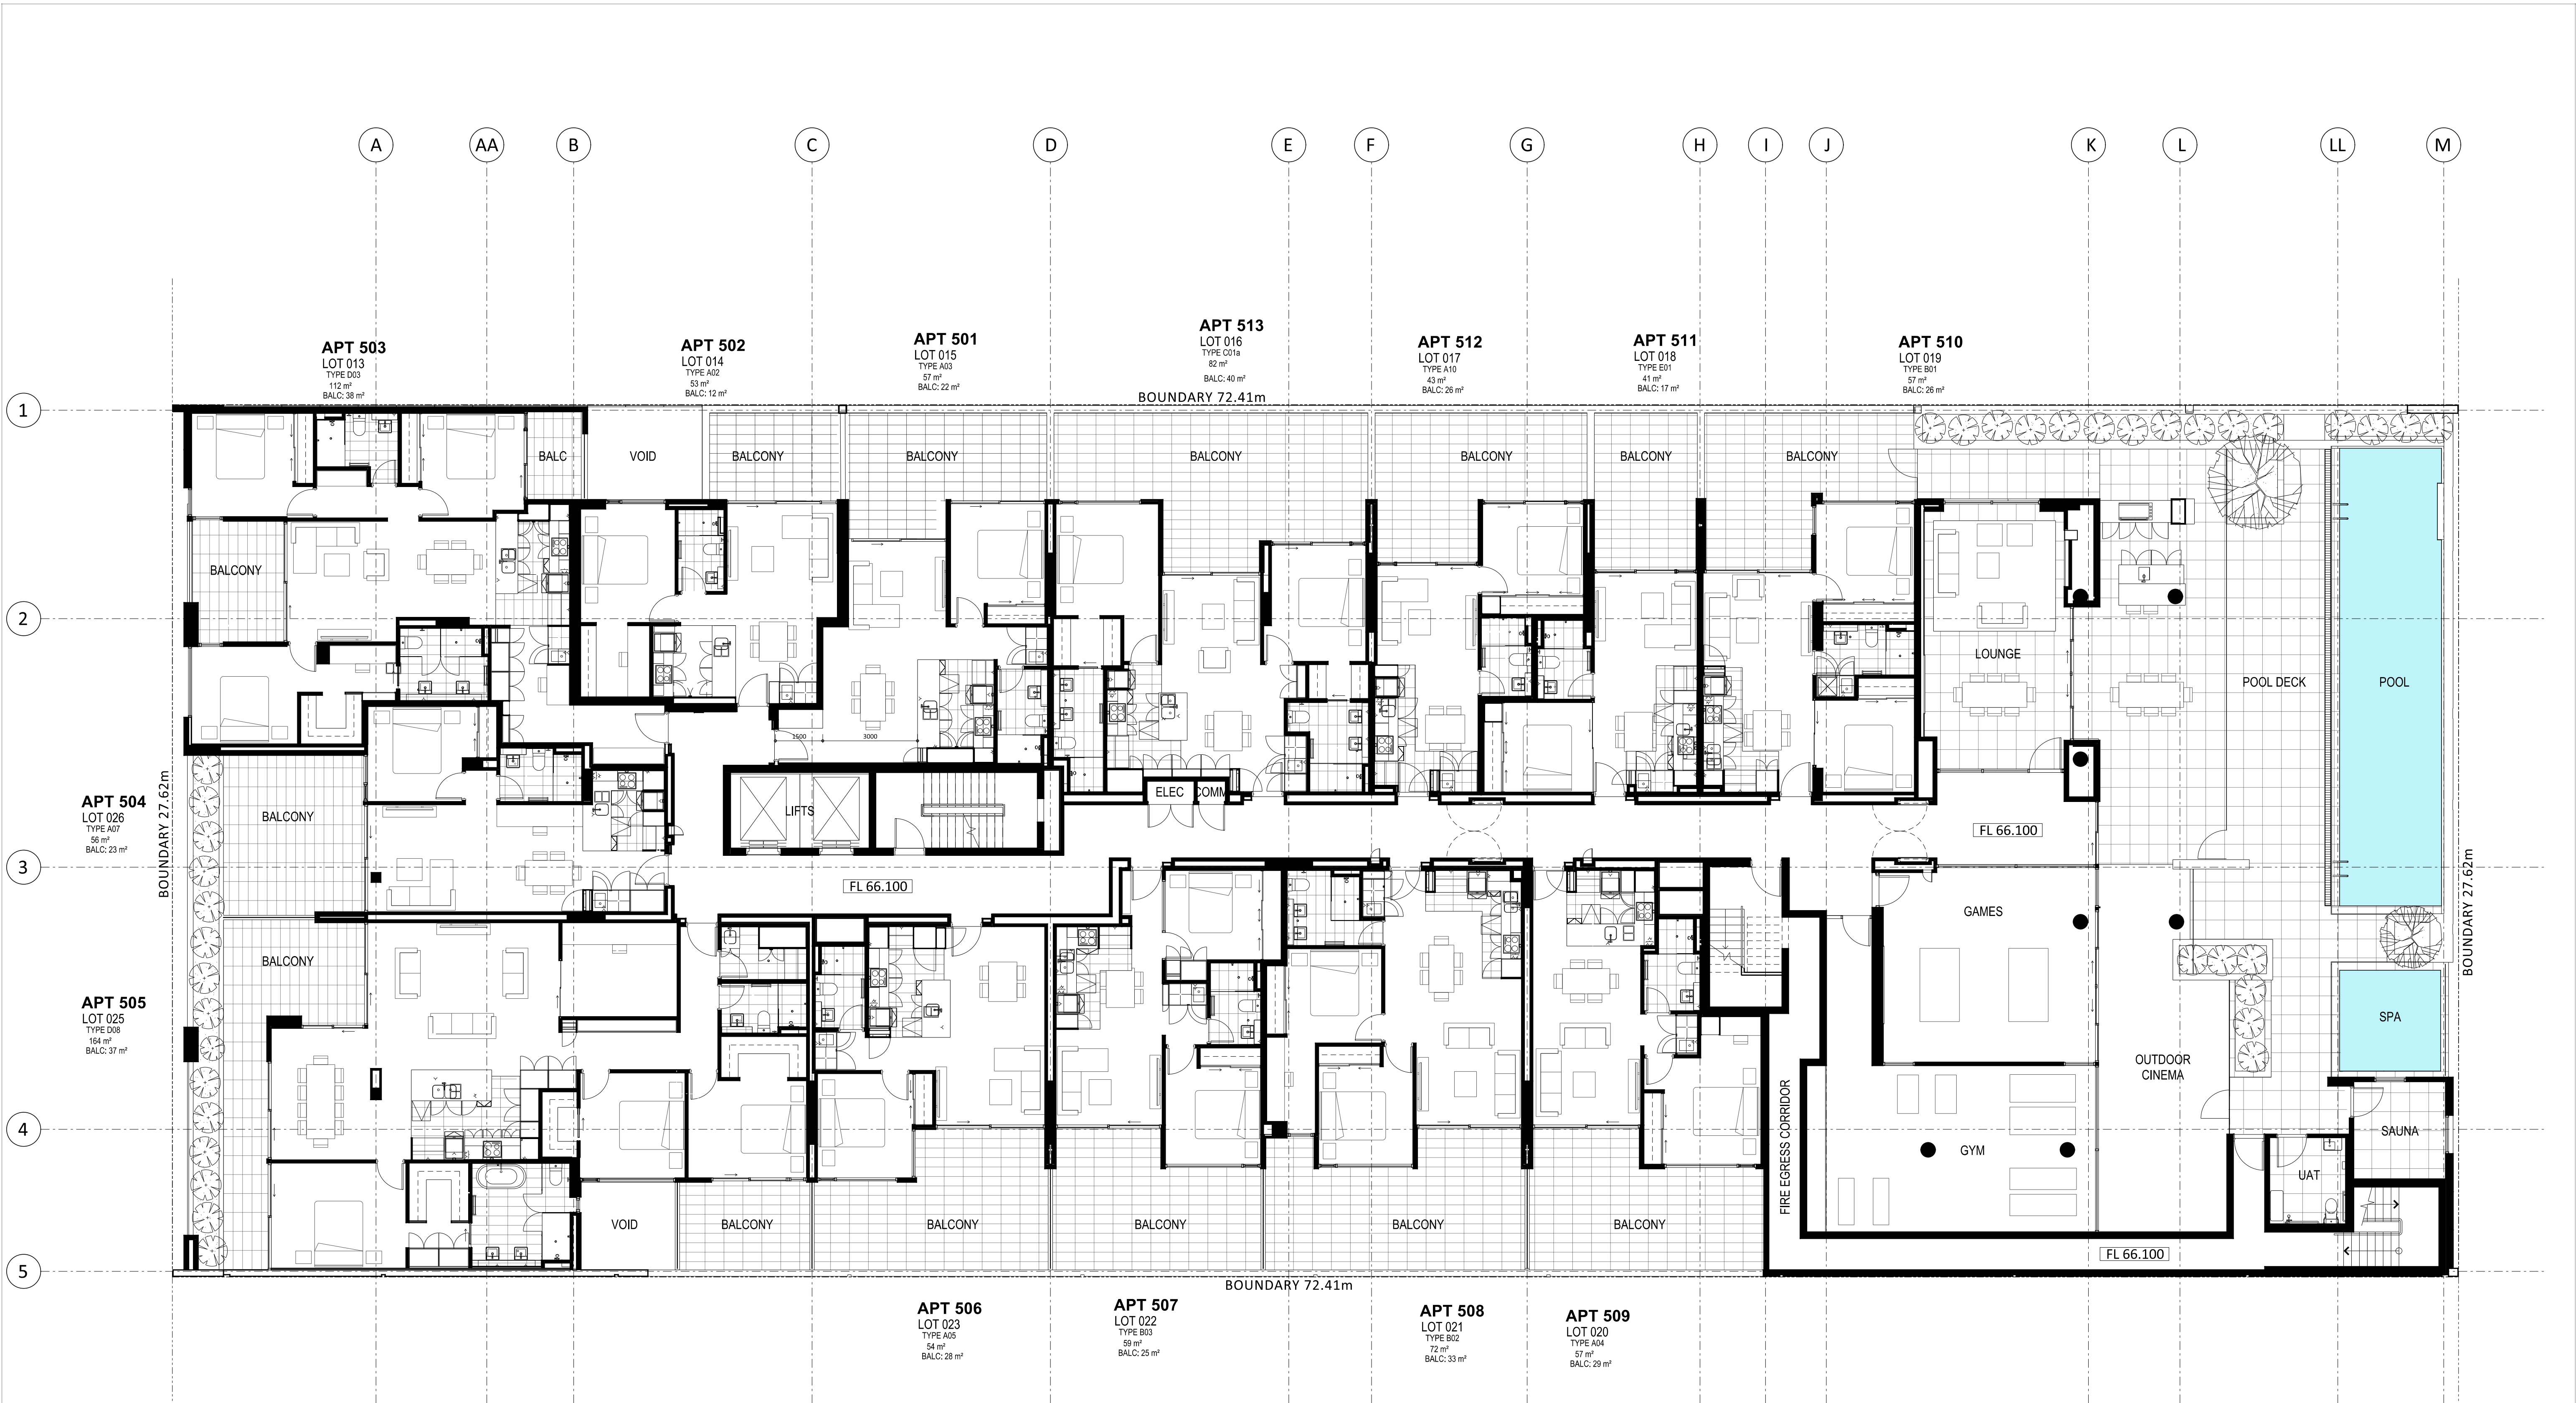 A
AA
B
C
D
E
F
G
H
I
J
K
L
LL
M
APT 503
LOT 013
TYPE D03
112 m²
BALC: 38 m²
APT 502
LOT 014
TYPE A02
53 m²
BALC: 12 m²
APT 501
LOT 015
TYPE A03
57 m²
BALC: 22 m²
APT 513
LOT 016
TYPE C01a
82 m²
BALC: 40 m²
APT 512
LOT 017
TYPE A10
43 m²
BALC: 26 m²
APT 511
LOT 018
TYPE E01
41 m²
BALC: 17 m²
APT 510
LOT 019
TYPE B01
57 m²
BALC: 26 m²
BOUNDARY 72.41m
1
BALC
VOID
BALCONY
BALCONY
BALCONY
BALCONY
BALCONY
BALCONY
BALCONY
2
LOUNGE
POOL DECK
POOL
1500
3000
ELEC
COMM
LIFTS
APT 504
LOT 026
TYPE A07
56 m²
BALC: 23 m²
BALCONY
BOUNDARY 27.62m
FL 66.100
3
FL 66.100
GAMES
BOUNDARY 27.62m
BALCONY
APT 505
LOT 025
TYPE D08
164 m²
BALC: 37 m²
SPA
OUTDOOR
CINEMA
FIRE EGRESS CORRIDOR
4
SAUNA
GYM
UAT
VOID
BALCONY
BALCONY
BALCONY
BALCONY
BALCONY
FL 66.100
5
BOUNDARY 72.41m
APT 506
LOT 023
TYPE A05
54 m²
BALC: 28 m²
APT 507
LOT 022
TYPE B03
59 m²
BALC: 25 m²
APT 508
LOT 021
TYPE B02
72 m²
BALC: 33 m²
APT 509
LOT 020
TYPE A04
57 m²
BALC: 29 m²